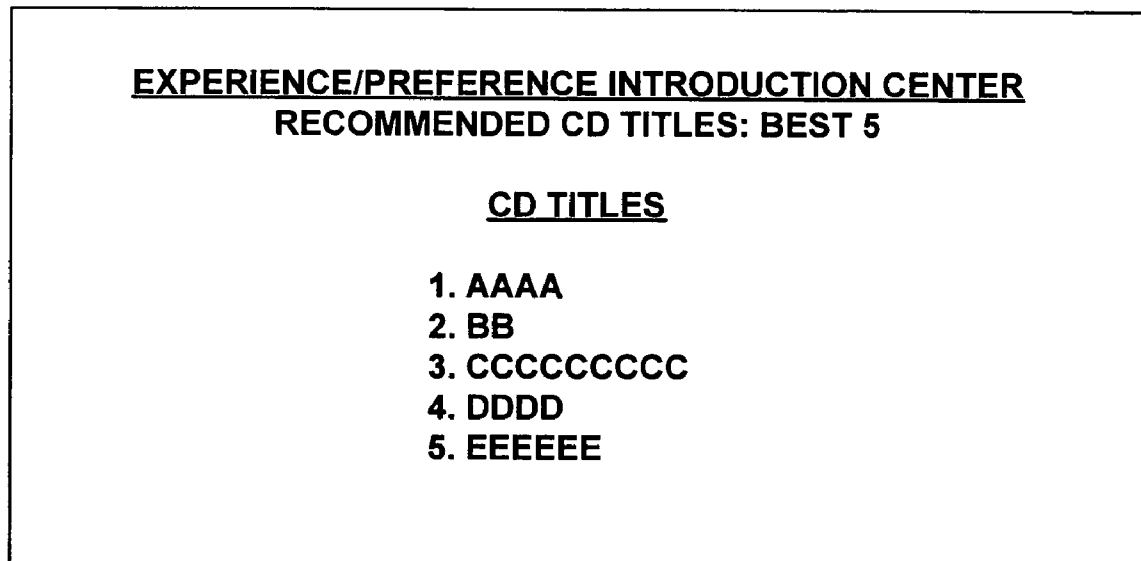 EXPERIENCE/PREFERENCE INTRODUCTION CENTER
RECOMMENDED CD TITLES: BEST 5
CD TITLES
1. AAAA
2. BB
3. CCCCCCCCC
4. DDDD
5. EEEEEE